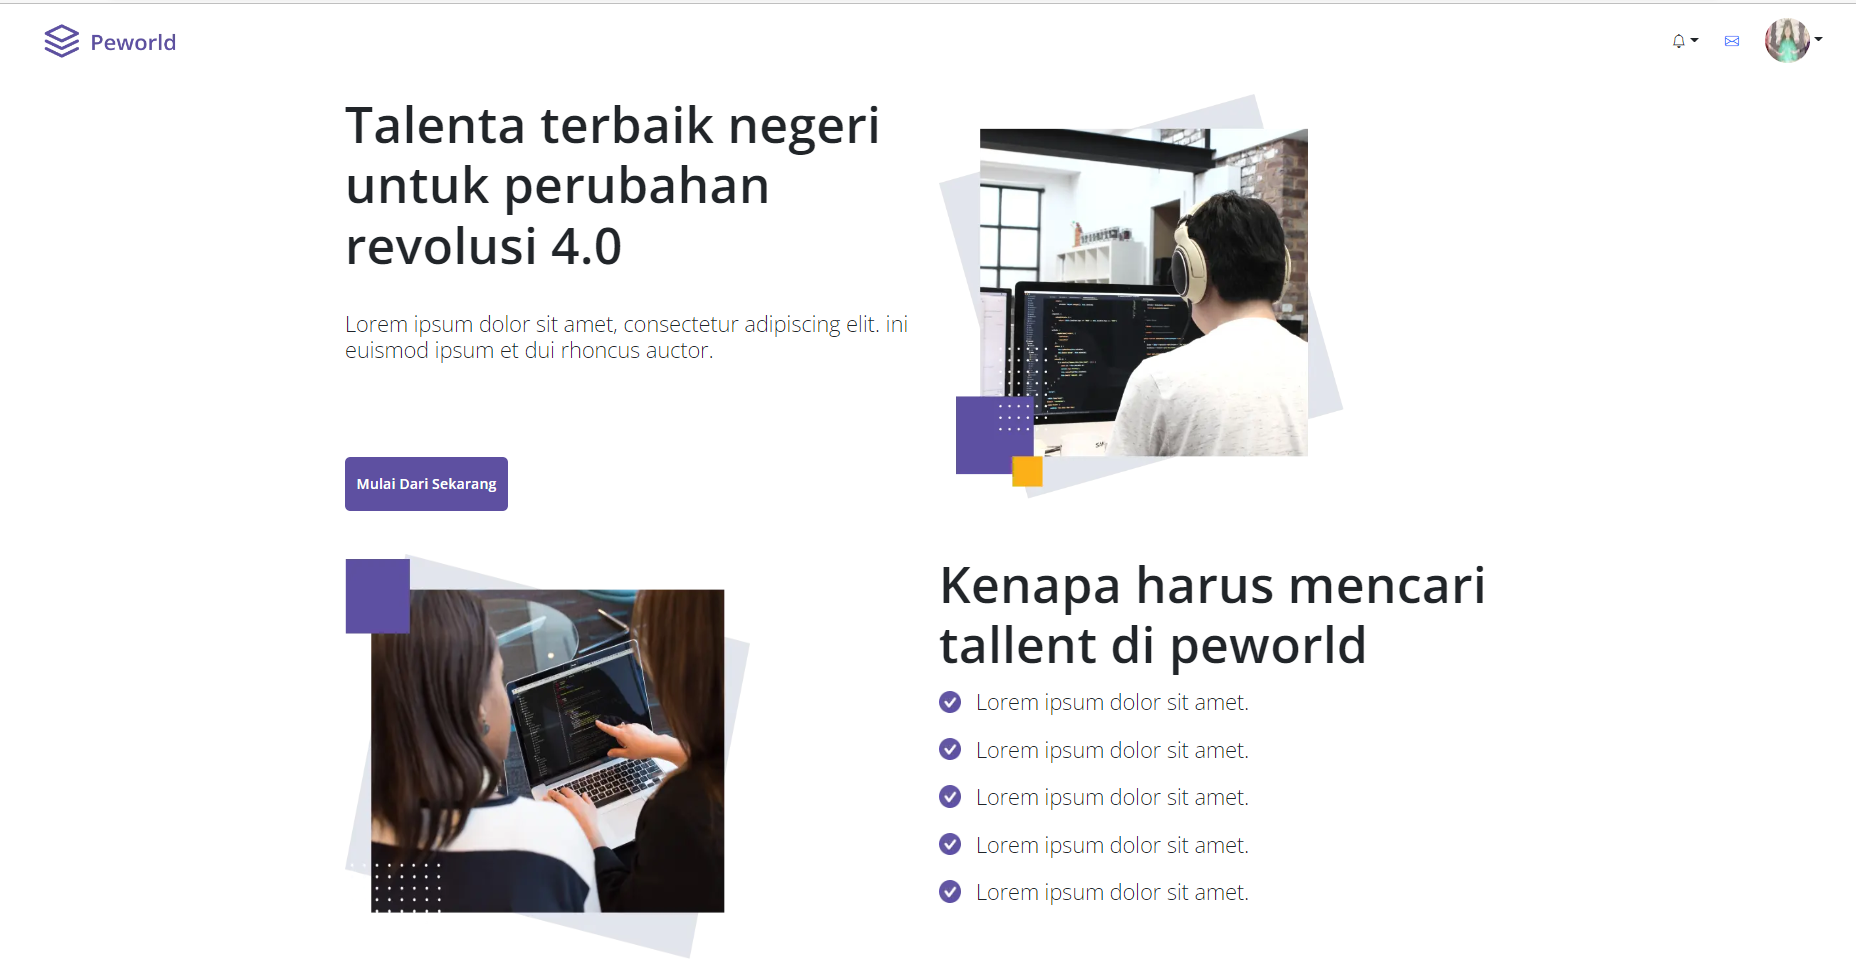 Peworld
Talenta terbaik negeri
untuk perubahan
revolusi 4.0
Lorem ipsum dolor sit amet, consectetur adipiscing elit. ini
euismod ipsum et dui rhoncus auctor.
Mulai Dari Sekarang
Kenapa harus mencari
tallent di peworld
Lorem ipsum dolor sit amet.
Lorem ipsum dolor sit amet.
Lorem ipsum dolor sit amet.
Lorem ipsum dolor sit amet.
Lorem ipsum dolor sit amet.